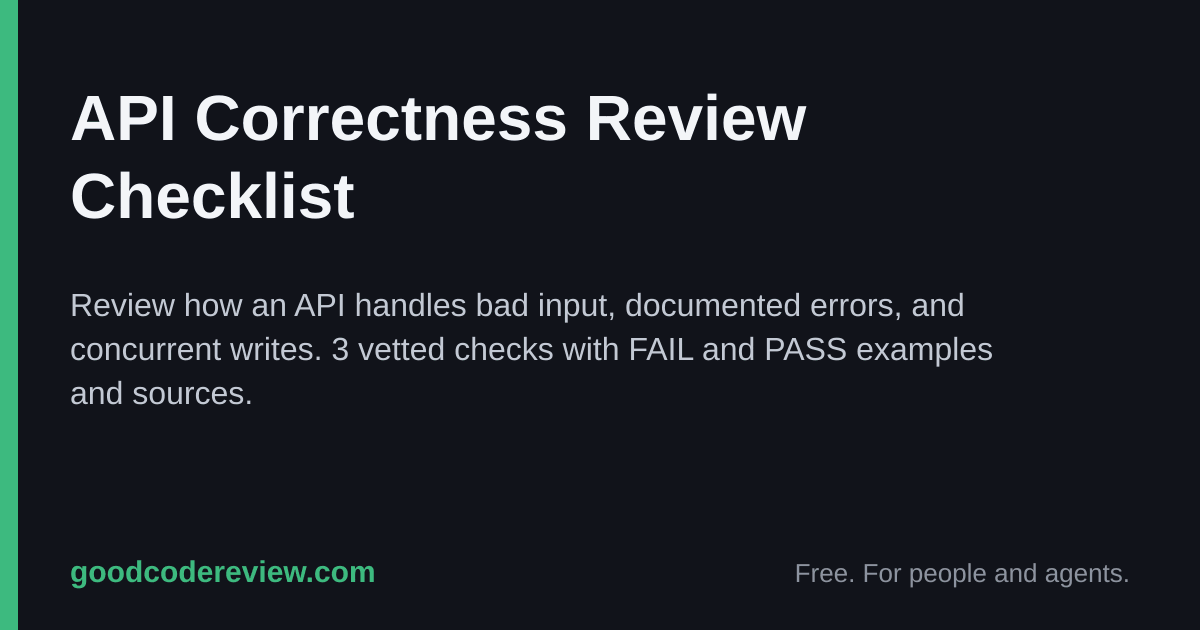 API Correctness Review
Checklist
Review how an API handles bad input, documented errors, and
concurrent writes. 3 vetted checks with FAIL and PASS examples
and sources.
goodcodereview.com
Free. For people and agents.